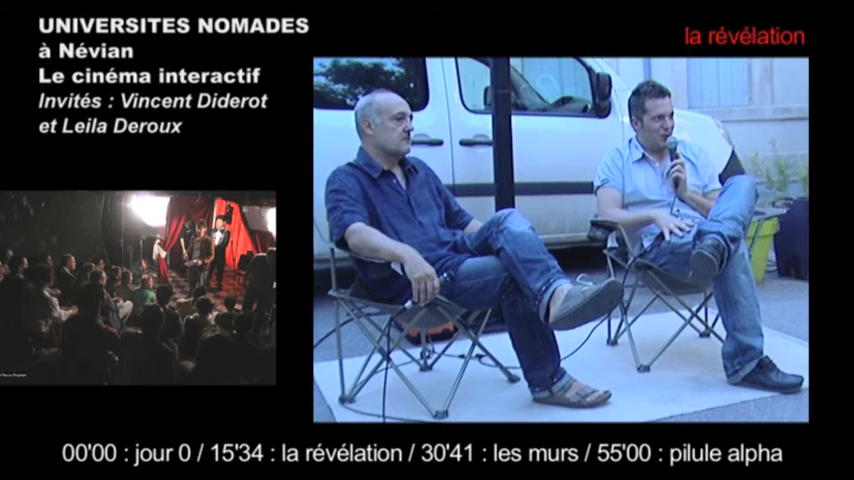 UNIVERSITES NOMADES
à Névian
Le cinéma interactif
Invités : Vincent Diderot
et Leila Deroux
la révélation
00'00 : jour 0 / 15'34 : la révélation / 30'41 : les murs / 55'00 : pilule alpha